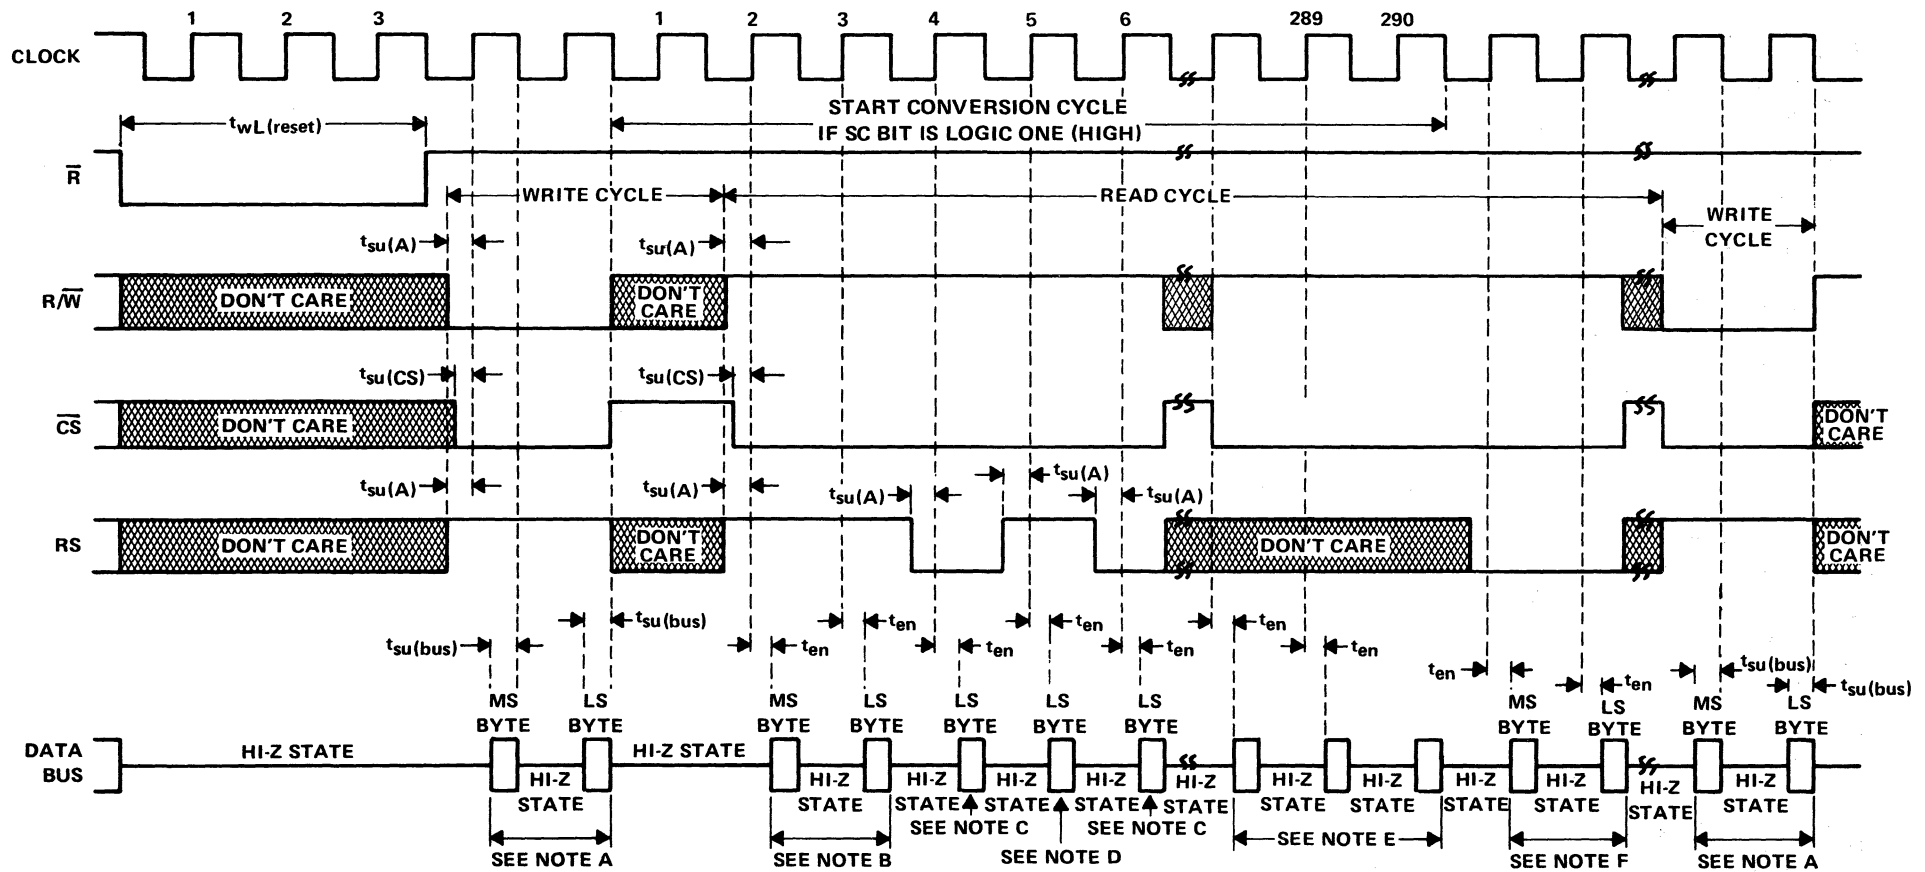 1 2 3 1 2 3 4 5 6 289 290
CLOCK
START CONVERSION CYCLE
IF SC BIT IS LOGIC ONE (HIGH)
twL(reset)
R
WRITE CYCLE
READ CYCLE
WRITE
CYCLE
tsu(A) tsu(A)
R/W
DON'T CARE
DON'T
CARE
tsu(CS) tsu(CS)
CS
DON'T CARE
DON'T
CARE
tsu(A) tsu(A) tsu(A) tsu(A) tsu(A)
RS
DON'T CARE
DON'T
CARE
DON'T CARE
DON'T
CARE
tsu(bus) ten ten ten
tsu(bus) ten ten ten ten
ten tsu(bus)
ten tsu(bus)
MS
BYTE
LS
BYTE
MS
BYTE
LS
BYTE
LS
BYTE
LS
BYTE
LS
BYTE
MS
BYTE
LS
BYTE
MS
BYTE
LS
BYTE
DATA
BUS
HI-Z STATE
HI-Z
STATE
HI-Z STATE
HI-Z
STATE
HI-Z
STATE
HI-Z
STATE
HI-Z
STATE
HI-Z
STATE
HI-Z
STATE
HI-Z
STATE
HI-Z
STATE
HI-Z
STATE
HI-Z
STATE
HI-Z
STATE
SEE NOTE A
SEE NOTE B
SEE NOTE C
SEE NOTE D
SEE NOTE C
SEE NOTE E
SEE NOTE F
SEE NOTE A